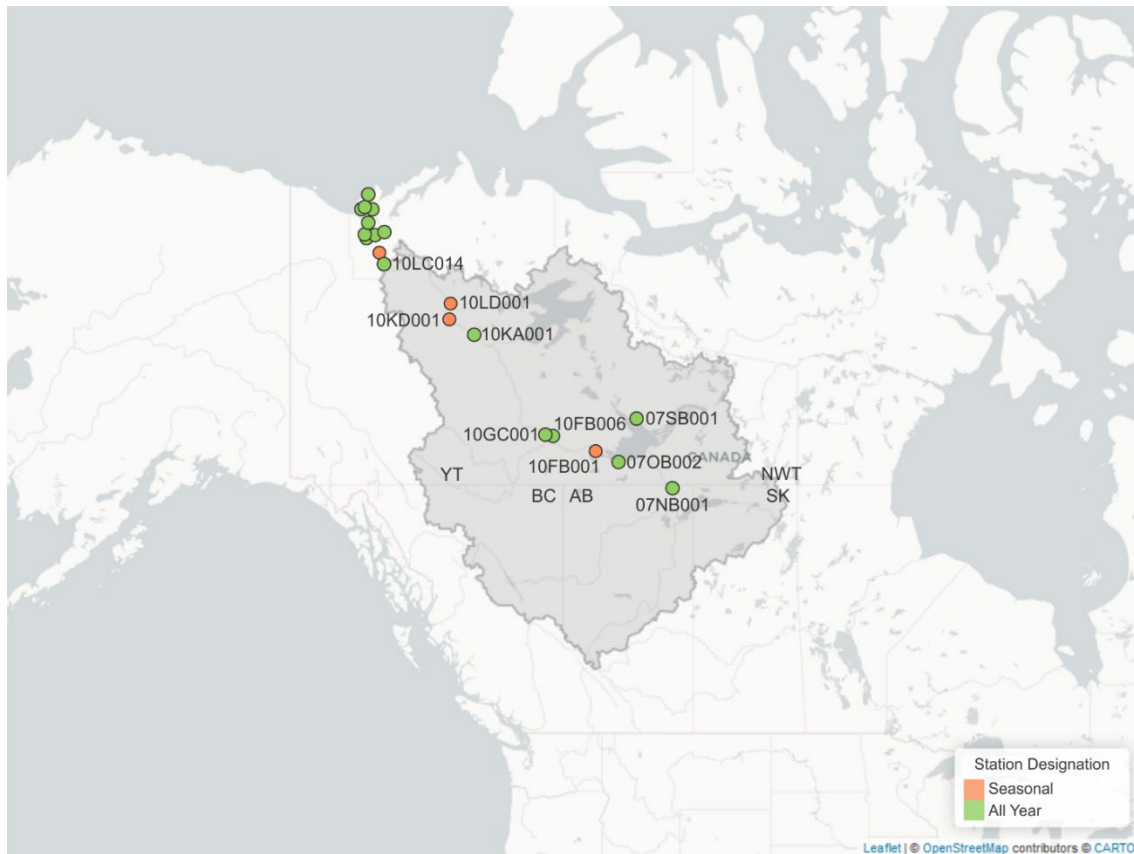 10LC014
10LD001
10KD001
10KA001
07SB001
10FB006
10GC001
10FB001
CANADA
07OB002
YT
NWT
BC AB
SK
07NB001
Station Designation
Seasonal
All Year
Leaflet | © OpenStreetMap contributors © CARTO